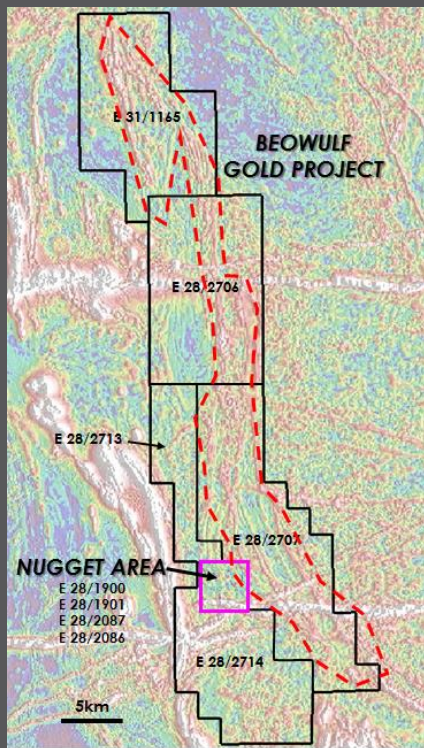 E 31/1165
BEOWULF
GOLD PROJECT
E 28/2706
E 28/2713
E 28/2707
NUGGET AREA
E 28/1900
E 28/1901
E 28/2087
E 28/2086
E 28/2714
5km